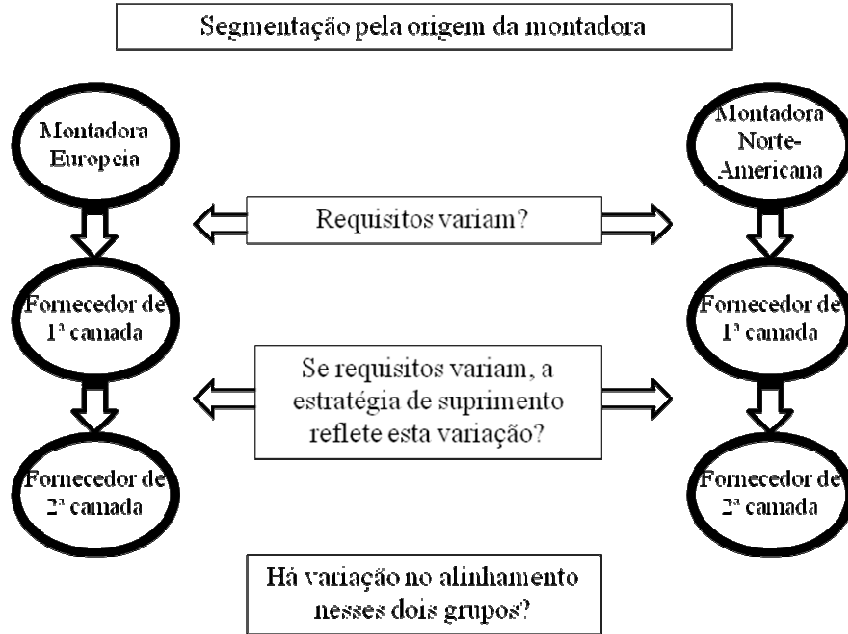 Segmentação pela origem da montadora
Montadora
Europeia
Montadora
Norte-
Americana
Requisitos variam?
Fornecedor de
1ª camada
Fornecedor de
1ª camada
Se requisitos variam, a
estratégia de suprimento
reflete esta variação?
Fornecedor de
2ª camada
Fornecedor de
2ª camada
Há variação no alinhamento
nesses dois grupos?